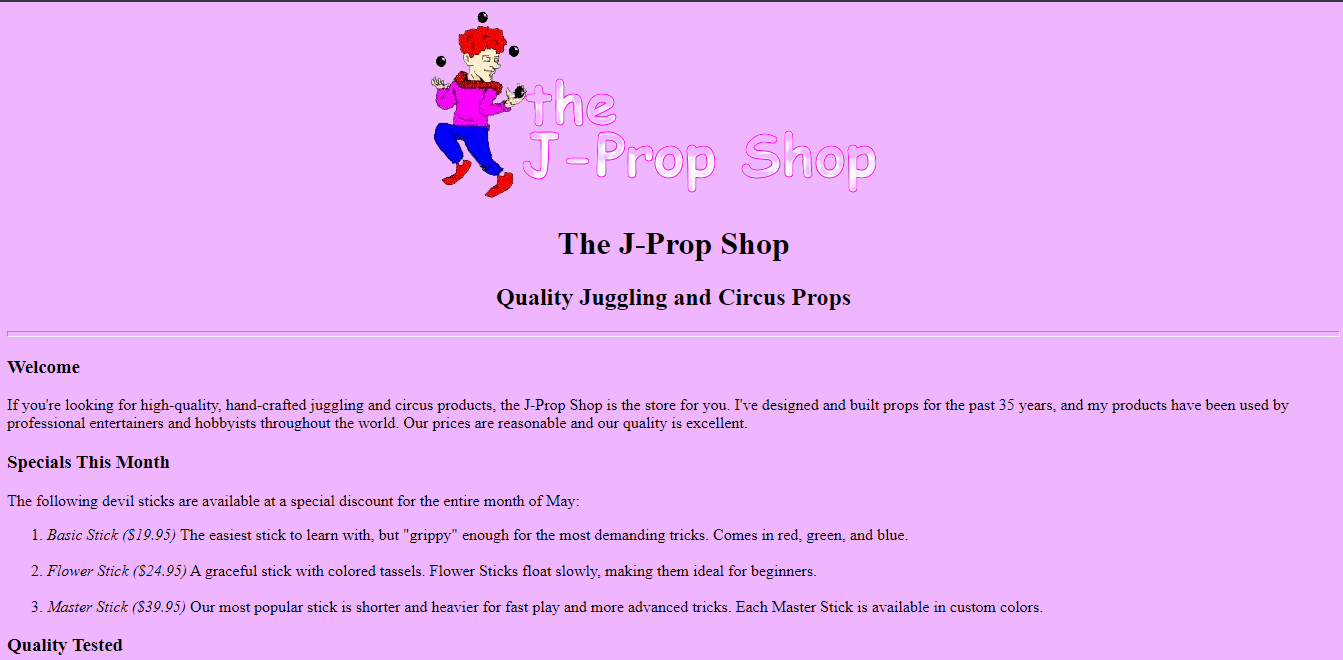 the
J-Prop Shop
The J-Prop Shop
Quality Juggling and Circus Props
Welcome
If you're looking for high-quality, hand-crafted juggling and circus products, the J-Prop Shop is the store for you. I've designed and built props for the past 35 years, and my products have been used by
professional entertainers and hobbyists throughout the world. Our prices are reasonable and our quality is excellent.
Specials This Month
The following devil sticks are available at a special discount for the entire month of May:
1. Basic Stick ($19.95) The easiest stick to learn with, but "grippy" enough for the most demanding tricks. Comes in red, green, and blue.
2. Flower Stick ($24.95) A graceful stick with colored tassels. Flower Sticks float slowly, making them ideal for beginners.
3. Master Stick ($39.95) Our most popular stick is shorter and heavier for fast play and more advanced tricks. Each Master Stick is available in custom colors.
Quality Tested